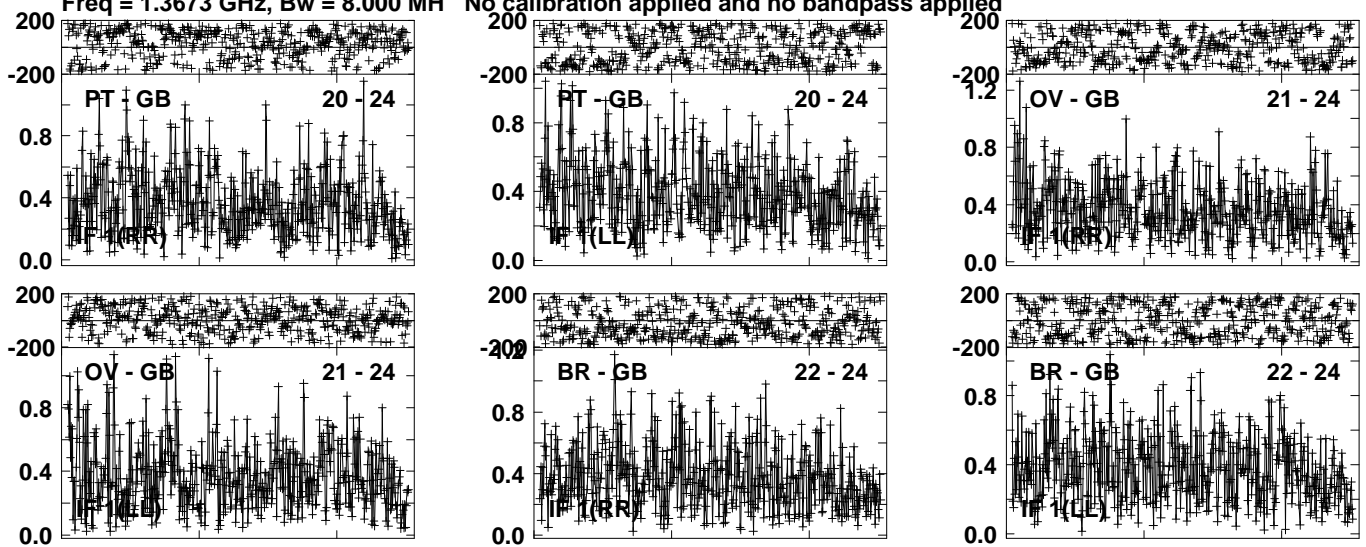 Freq = 1.3673 GHz, Bw = 8.000 MH No calibration applied and no bandpass applied
200
-200
PT - GB 20 - 24
0.8
0.4
0.0
IF 1(RR)
200
-200
PT - GB 20 - 24
0.8
0.4
0.0
IF 1(LL)
200
-200
1.2
OV - GB 21 - 24
0.8
0.4
0.0
IF 1(RR)
200
-200
OV - GB 21 - 24
0.8
0.4
0.0
IF 1(LL)
200
-200
1.2
BR - GB 22 - 24
0.8
0.4
0.0
IF 1(RR)
200
-200
BR - GB 22 - 24
0.8
0.4
0.0
IF 1(LL)